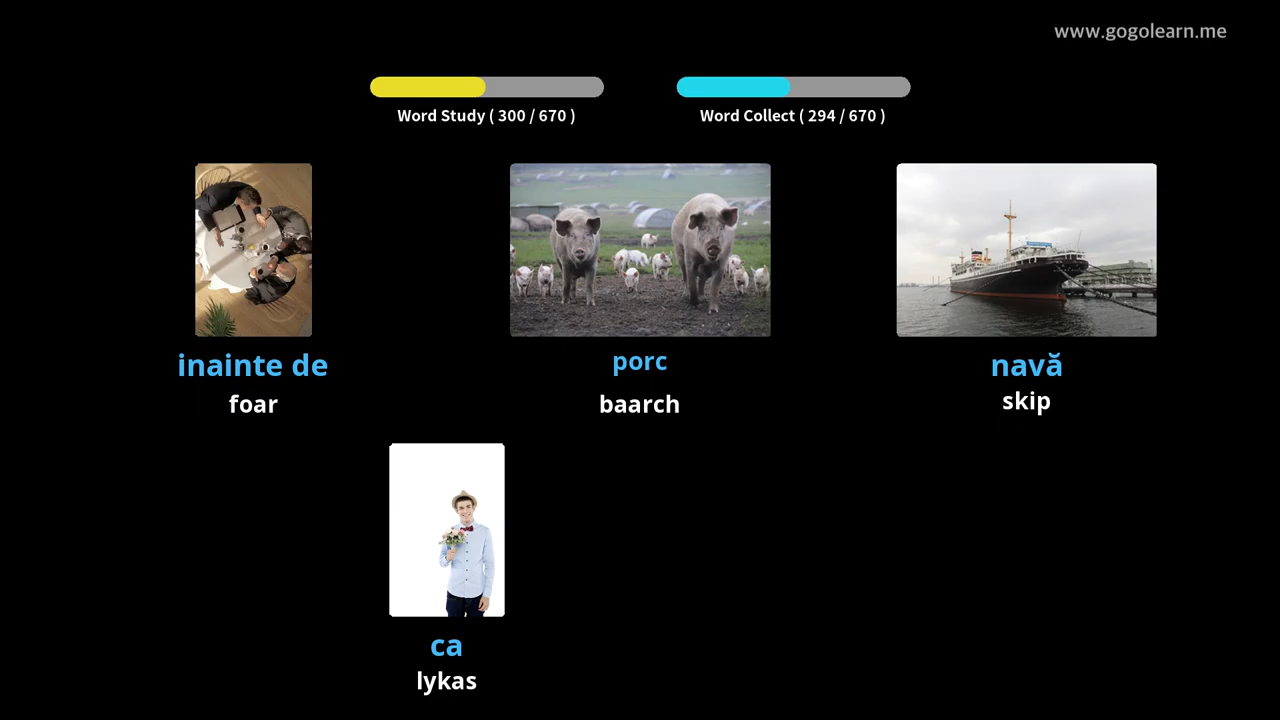 www.gogolearn.me
Word Study ( 300 / 670 )
Word Collect ( 294 / 670 )
inainte de
foar
porc
baarch
navă
skip
ca
lykas